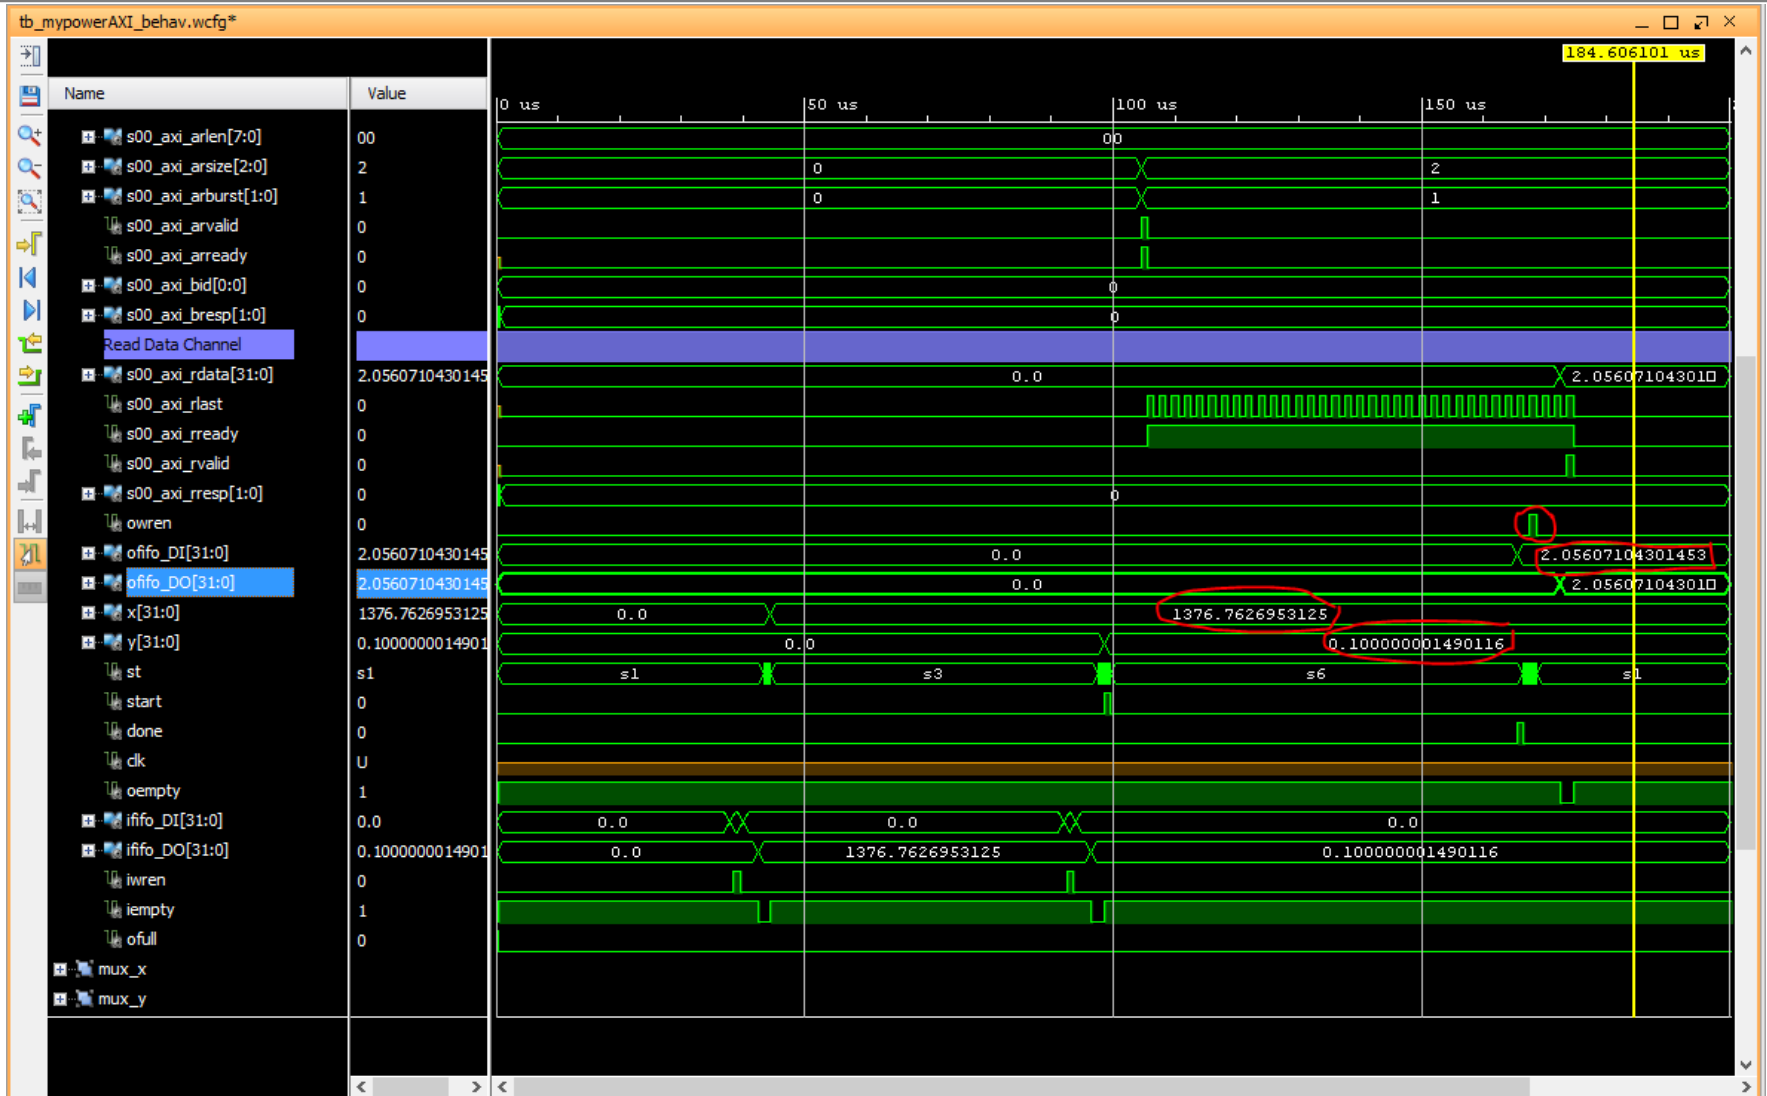 tb_mypowerAXI_behav.wcfg*
184.606101 us
Name Value
0 us 50 us 100 us 150 us
s00_axi_arlen[7:0] 00 00
s00_axi_arsize[2:0] 2 0 2
s00_axi_arburst[1:0] 1 0 1
s00_axi_arvalid 0
s00_axi_arready 0
s00_axi_bid[0:0] 0 0
s00_axi_bresp[1:0] 0 0
Read Data Channel
s00_axi_rdata[31:0] 2.0560710430145 0.0 2.05607104301
s00_axi_rlast 0
s00_axi_rready 0
s00_axi_rvalid 0
s00_axi_rresp[1:0] 0 0
owren 0
ofifo_DI[31:0] 2.0560710430145 0.0 2.05607104301453
ofifo_DO[31:0] 2.0560710430145 0.0 2.05607104301
x[31:0] 1376.7626953125 0.0 1376.7626953125
y[31:0] 0.1000000014901 0.0 0.100000001490116
st s1 s1 s3 s6 s1
start 0
done 0
clk U
oempty 1
ififo_DI[31:0] 0.0 0.0 0.0 0.0
ififo_DO[31:0] 0.1000000014901 0.0 1376.7626953125 0.100000001490116
iwren 0
iempty 1
ofull 0
mux_x
mux_y